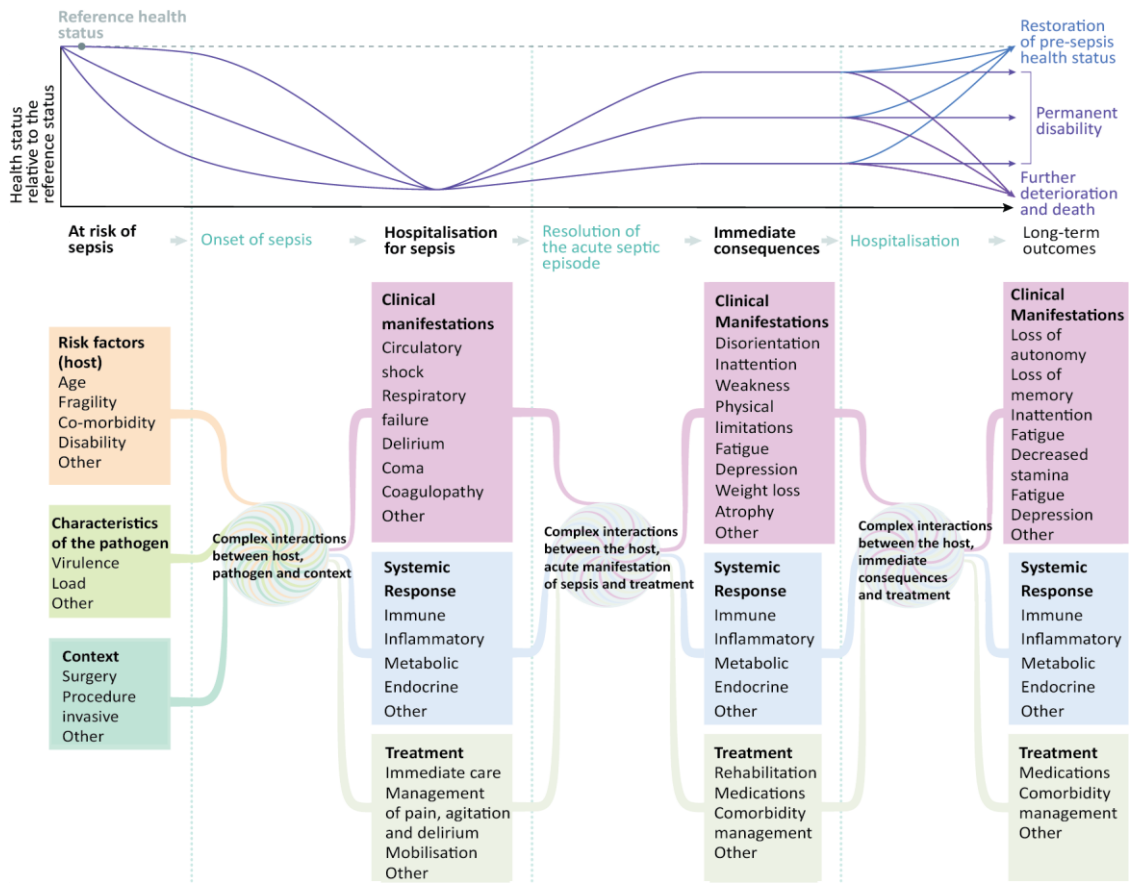 Reference health
status
Health status
relative to the
reference status
Restoration
of pre-sepsis
health status
Permanent
disability
Further
deterioration
and death
At risk of
sepsis
Onset of sepsis
Hospitalisation
for sepsis
Resolution of
the acute septic
episode
Immediate
consequences
Hospitalisation
Long-term
outcomes
Risk factors
(host)
Age
Fragility
Co-morbidity
Disability
Other
Characteristics
of the pathogen
Virulence
Load
Other
Context
Surgery
Procedure
invasive
Other
Complex interactions
between host,
pathogen and context
Clinical
manifestations
Circulatory
shock
Respiratory
failure
Delirium
Coma
Coagulopathy
Other
Systemic
Response
Immune
Inflammatory
Metabolic
Endocrine
Other
Treatment
Immediate care
Management
of pain, agitation
and delirium
Mobilisation
Other
Complex interactions
between the host,
acute manifestation
of sepsis and treatment
Clinical
Manifestations
Disorientation
Inattention
Weakness
Physical
limitations
Fatigue
Depression
Weight loss
Atrophy
Other
Systemic
Response
Immune
Inflammatory
Metabolic
Endocrine
Other
Treatment
Rehabilitation
Medications
Comorbidity
management
Other
Complex interactions
between the host,
immediate
consequences
and treatment
Clinical
Manifestations
Loss of
autonomy
Loss of
memory
Inattention
Fatigue
Decreased
stamina
Fatigue
Depression
Other
Systemic
Response
Immune
Inflammatory
Metabolic
Endocrine
Other
Treatment
Medications
Comorbidity
management
Other